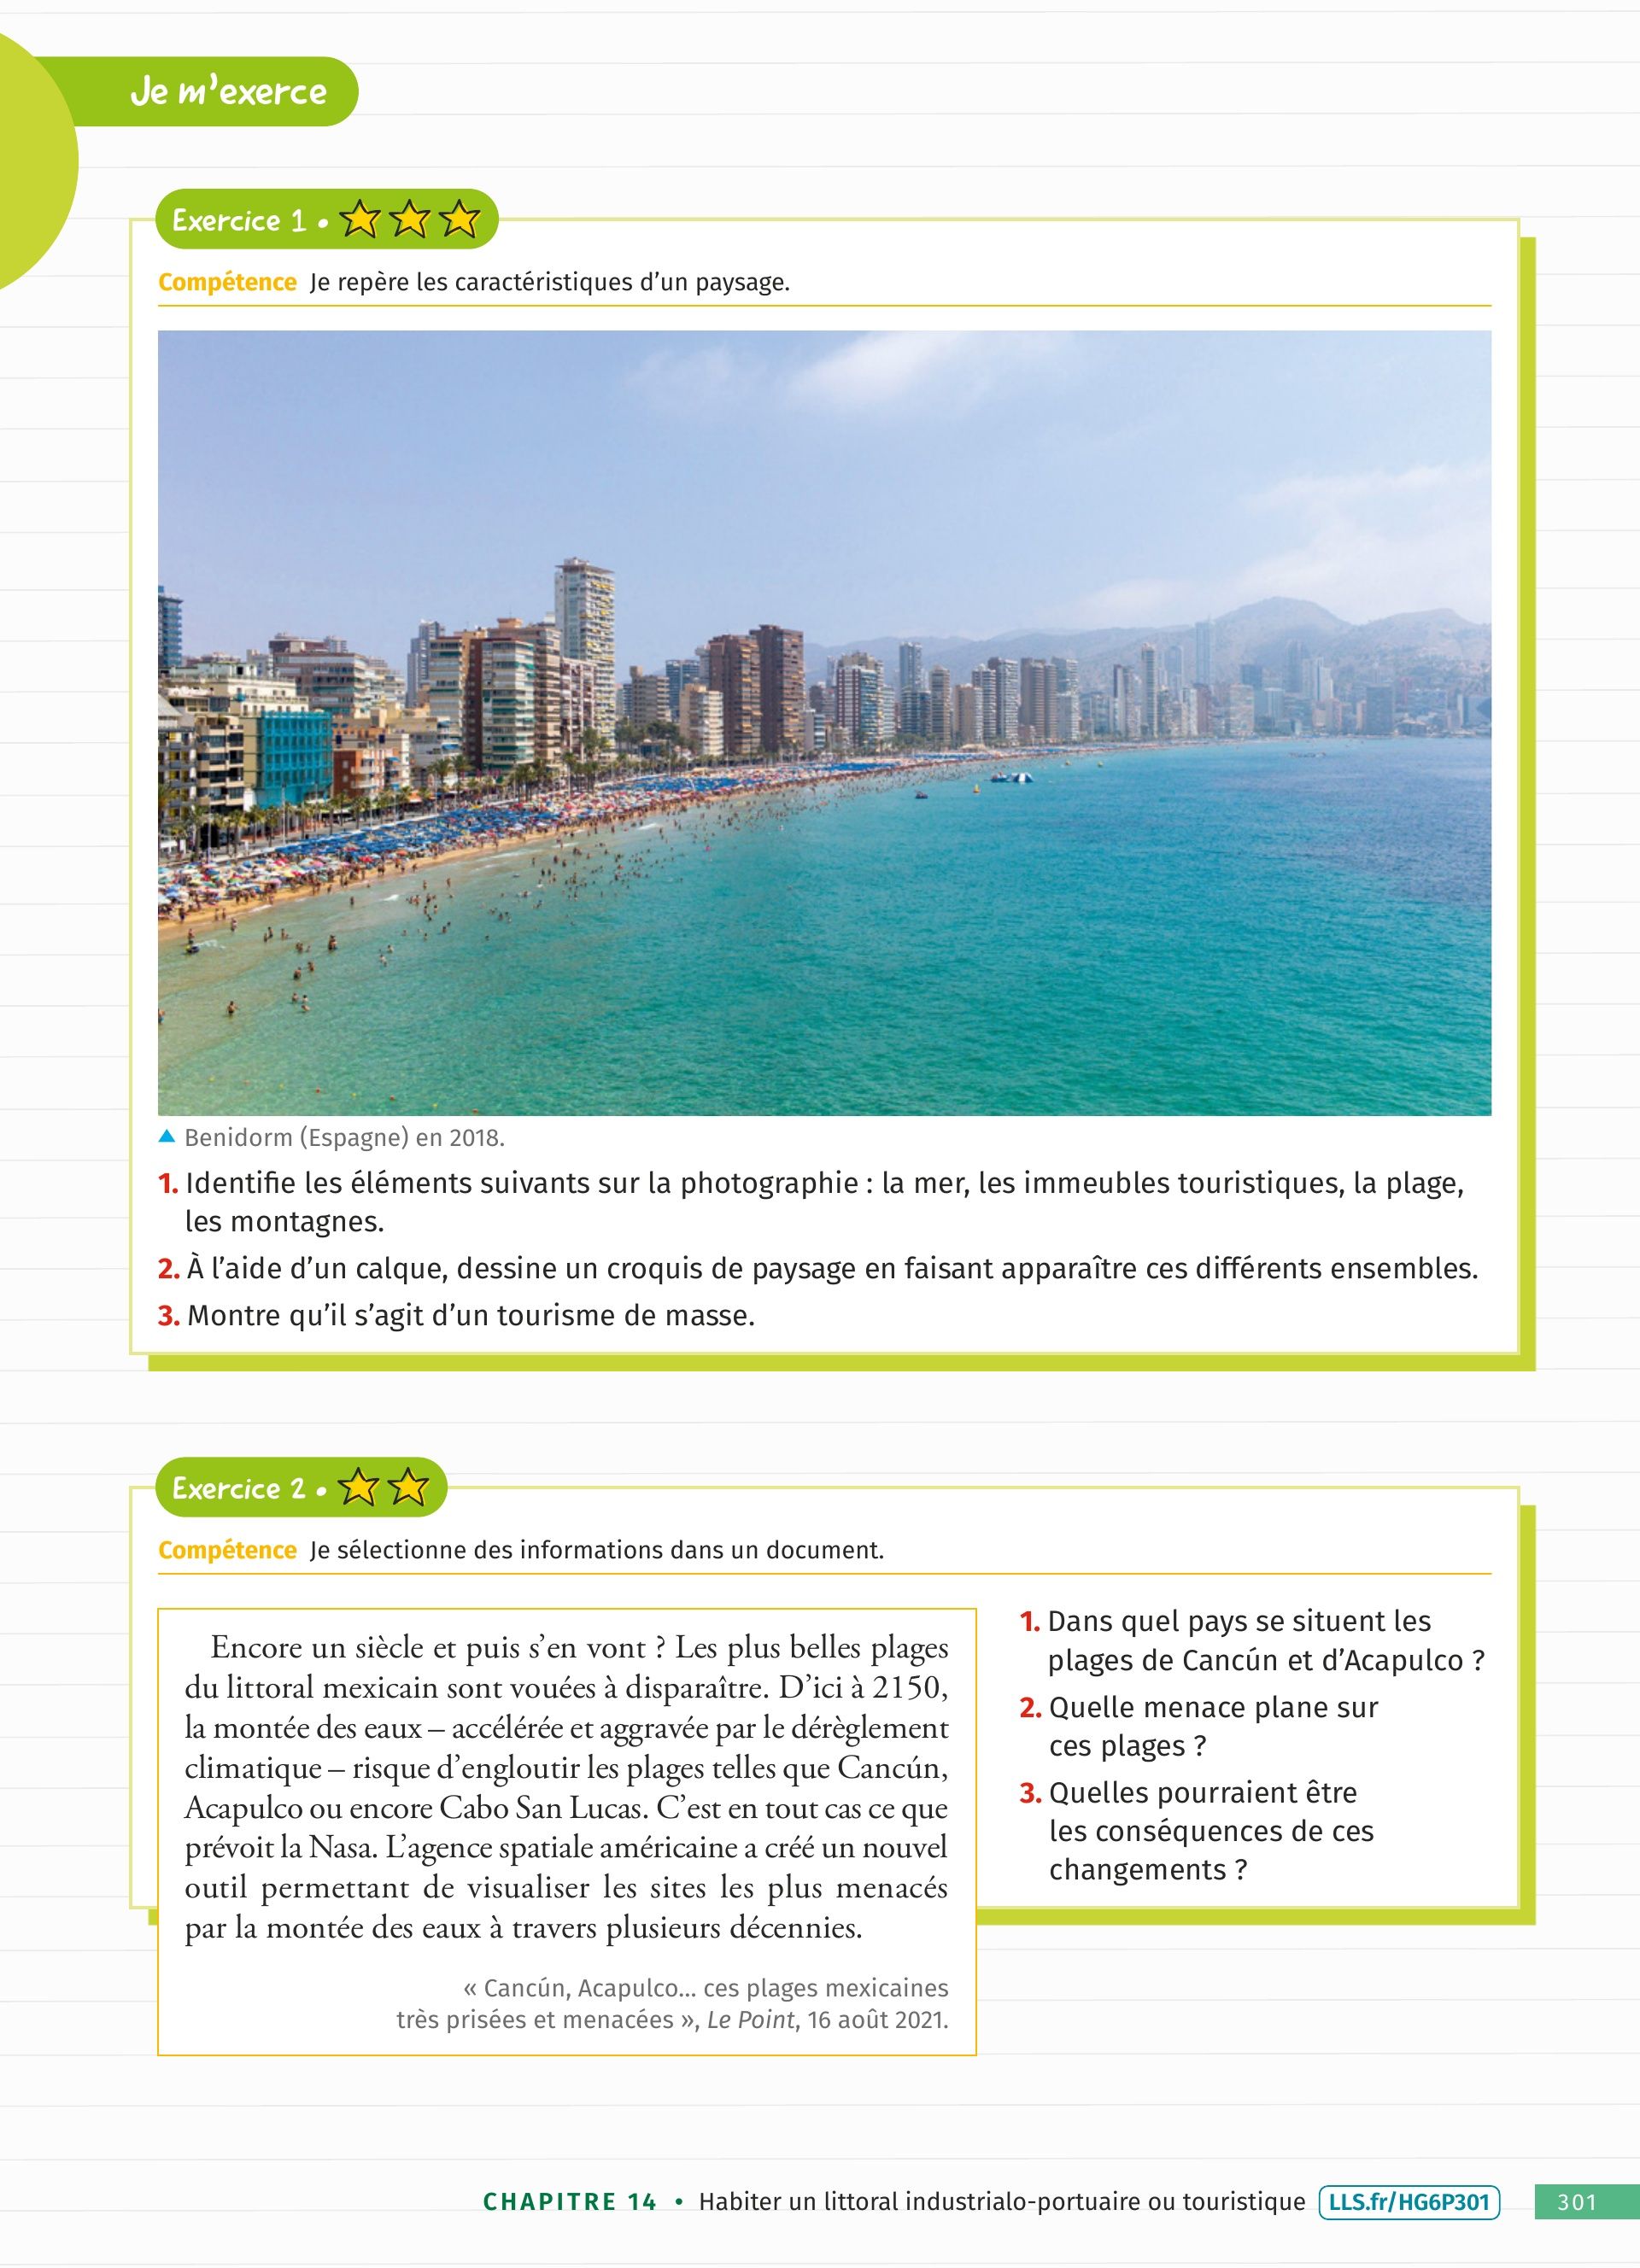 Je m'exerce
Exercice 1 •
Compétence Je repère les caractéristiques d'un paysage.
▲ Benidorm (Espagne) en 2018.
1. Identifie les éléments suivants sur la photographie : la mer, les immeubles touristiques, la plage,
les montagnes.
2. À l'aide d'un calque, dessine un croquis de paysage en faisant apparaître ces différents ensembles.
3. Montre qu'il s'agit d'un tourisme de masse.
Exercice 2 •
Compétence Je sélectionne des informations dans un document.
Encore un siècle et puis s'en vont ? Les plus belles plages
du littoral mexicain sont vouées à disparaître. D'ici à 2150,
la montée des eaux – accélérée et aggravée par le dérèglement
climatique – risque d'engloutir les plages telles que Cancún,
Acapulco ou encore Cabo San Lucas. C'est en tout cas ce que
prévoit la Nasa. L'agence spatiale américaine a créé un nouvel
outil permettant de visualiser les sites les plus menacés
par la montée des eaux à travers plusieurs décennies.
« Cancún, Acapulco... ces plages mexicaines
très prisées et menacées », Le Point, 16 août 2021.
1. Dans quel pays se situent les
plages de Cancún et d'Acapulco ?
2. Quelle menace plane sur
ces plages ?
3. Quelles pourraient être
les conséquences de ces
changements ?
CHAPITRE 14 • Habiter un littoral industrialo-portuaire ou touristique LLS.fr/HG6P301 301